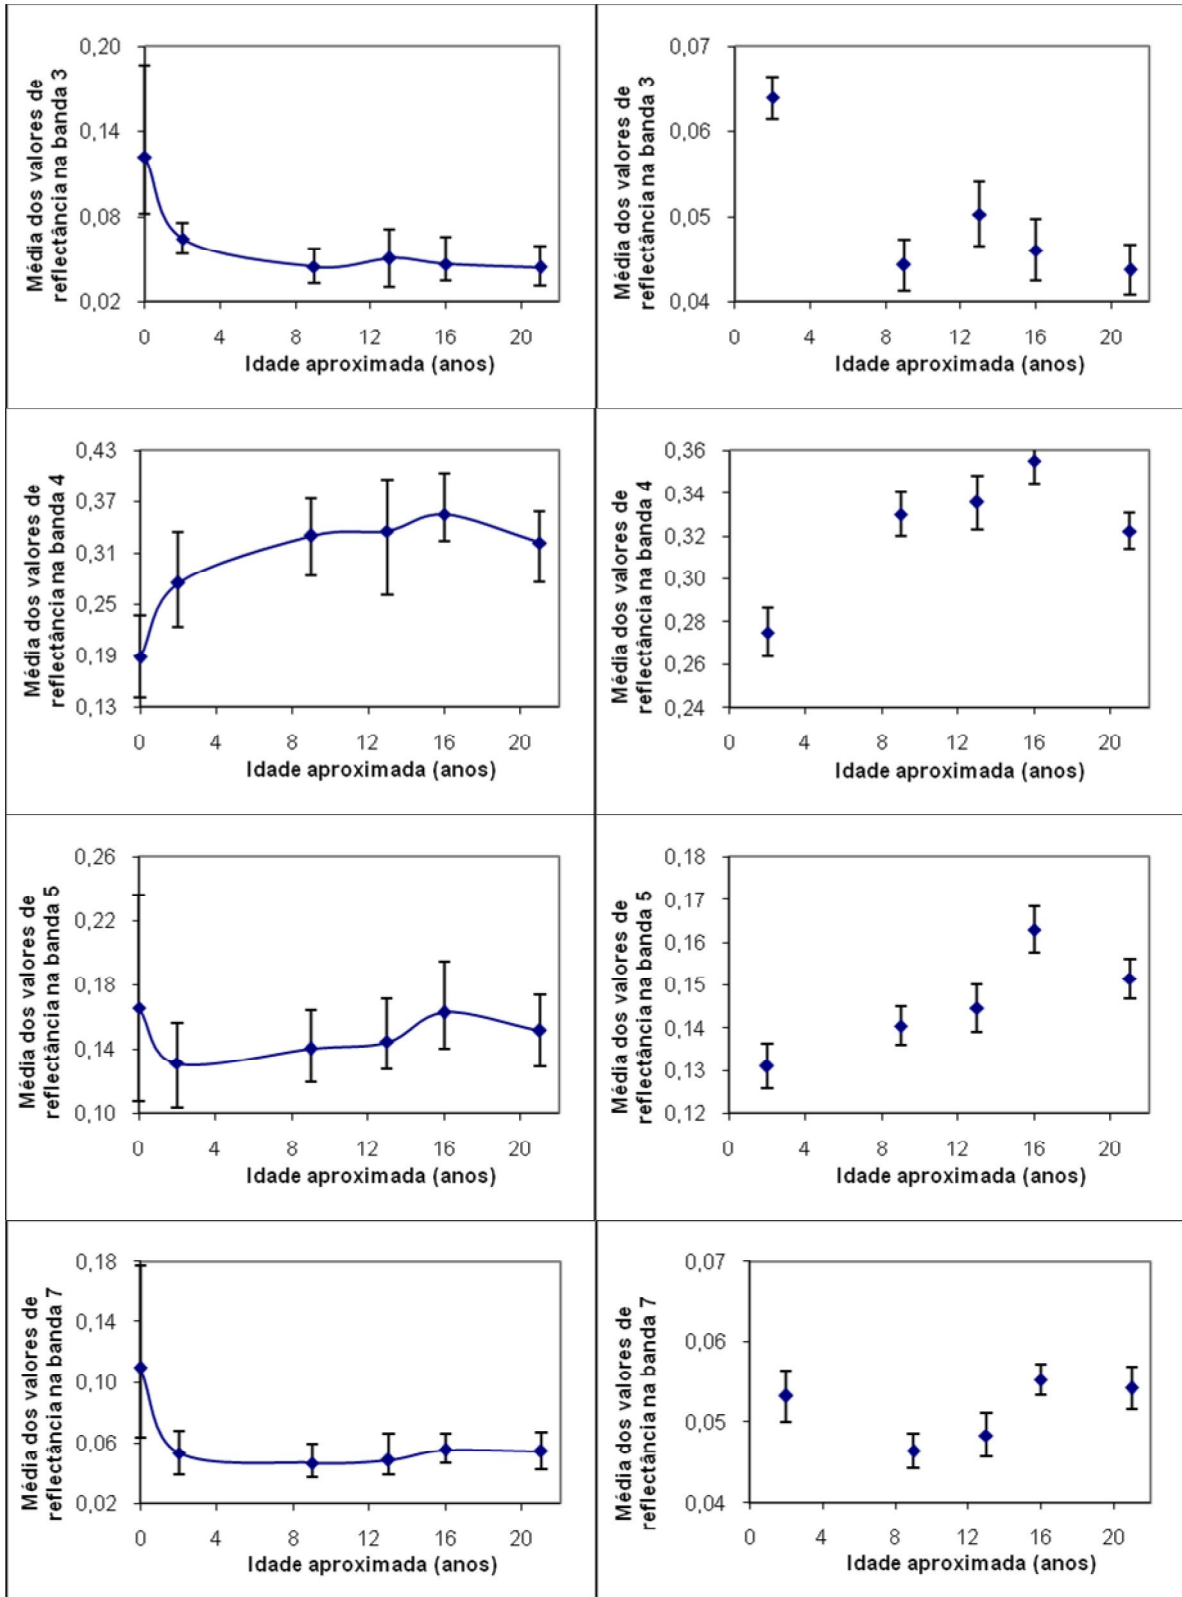 Média dos valores de
reflectância na banda 3
0,20
0,14
0,08
0,02
0 4 8 12 16 20
Idade aproximada (anos)
Média dos valores de
reflectância na banda 3
0,07
0,06
0,05
0,04
0 4 8 12 16 20
Idade aproximada (anos)
Média dos valores de
reflectância na banda 4
0,43
0,37
0,31
0,25
0,19
0,13
0 4 8 12 16 20
Idade aproximada (anos)
Média dos valores de
reflectância na banda 4
0,36
0,34
0,32
0,30
0,28
0,26
0,24
0 4 8 12 16 20
Idade aproximada (anos)
Média dos valores de
reflectância na banda 5
0,26
0,22
0,18
0,14
0,10
0 4 8 12 16 20
Idade aproximada (anos)
Média dos valores de
reflectância na banda 5
0,18
0,17
0,16
0,15
0,14
0,13
0,12
0 4 8 12 16 20
Idade aproximada (anos)
Média dos valores de
reflectância na banda 7
0,18
0,14
0,10
0,06
0,02
0 4 8 12 16 20
Idade aproximada (anos)
Média dos valores de
reflectância na banda 7
0,07
0,06
0,05
0,04
0 4 8 12 16 20
Idade aproximada (anos)